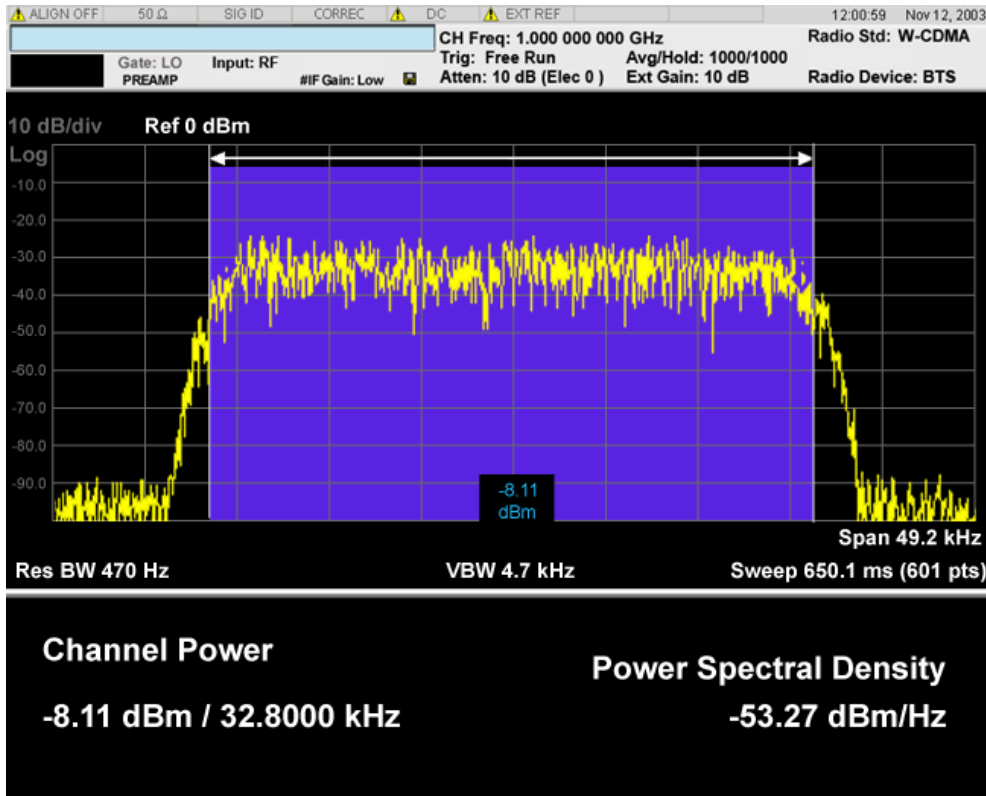 ALIGN OFF 50 Ω SIG ID CORREC DC EXT REF 12:00:59 Nov 12, 2003
CH Freq: 1.000 000 000 GHz Radio Std: W-CDMA
Gate: LO Input: RF Trig: Free Run Avg/Hold: 1000/1000
PREAMP #IF Gain: Low Atten: 10 dB (Elec 0 ) Ext Gain: 10 dB Radio Device: BTS
10 dB/div Ref 0 dBm
Log
-10.0
-20.0
-30.0
-40.0
-50.0
-60.0
-70.0
-80.0
-90.0
-8.11
dBm
Span 49.2 kHz
Res BW 470 Hz VBW 4.7 kHz Sweep 650.1 ms (601 pts)
Channel Power
Power Spectral Density
-8.11 dBm / 32.8000 kHz -53.27 dBm/Hz